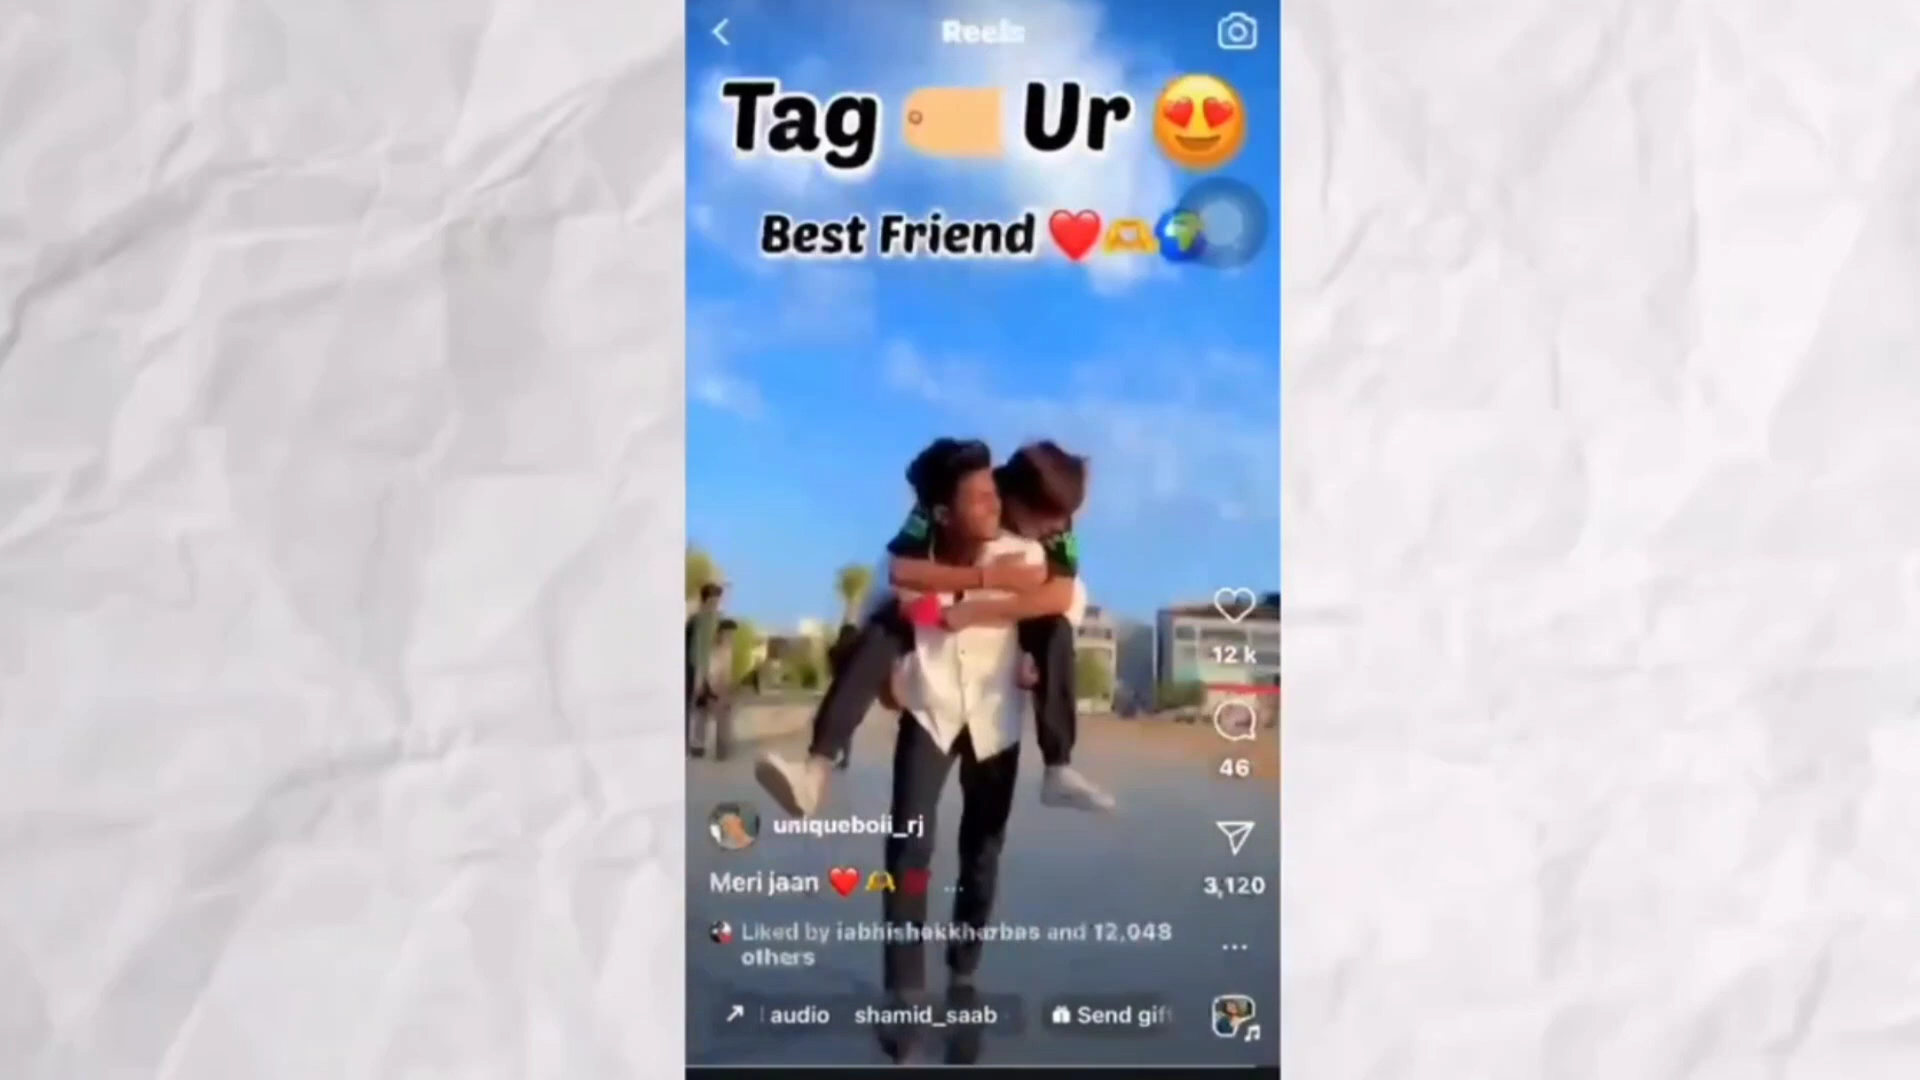 Reels
Tag Ur
Best Friend
12 k
46
uniqueboii_rj
Meri jaan ...
3,120
Liked by iabhishekkharbas and 12,048
others
audio shamid_saab
Send gif